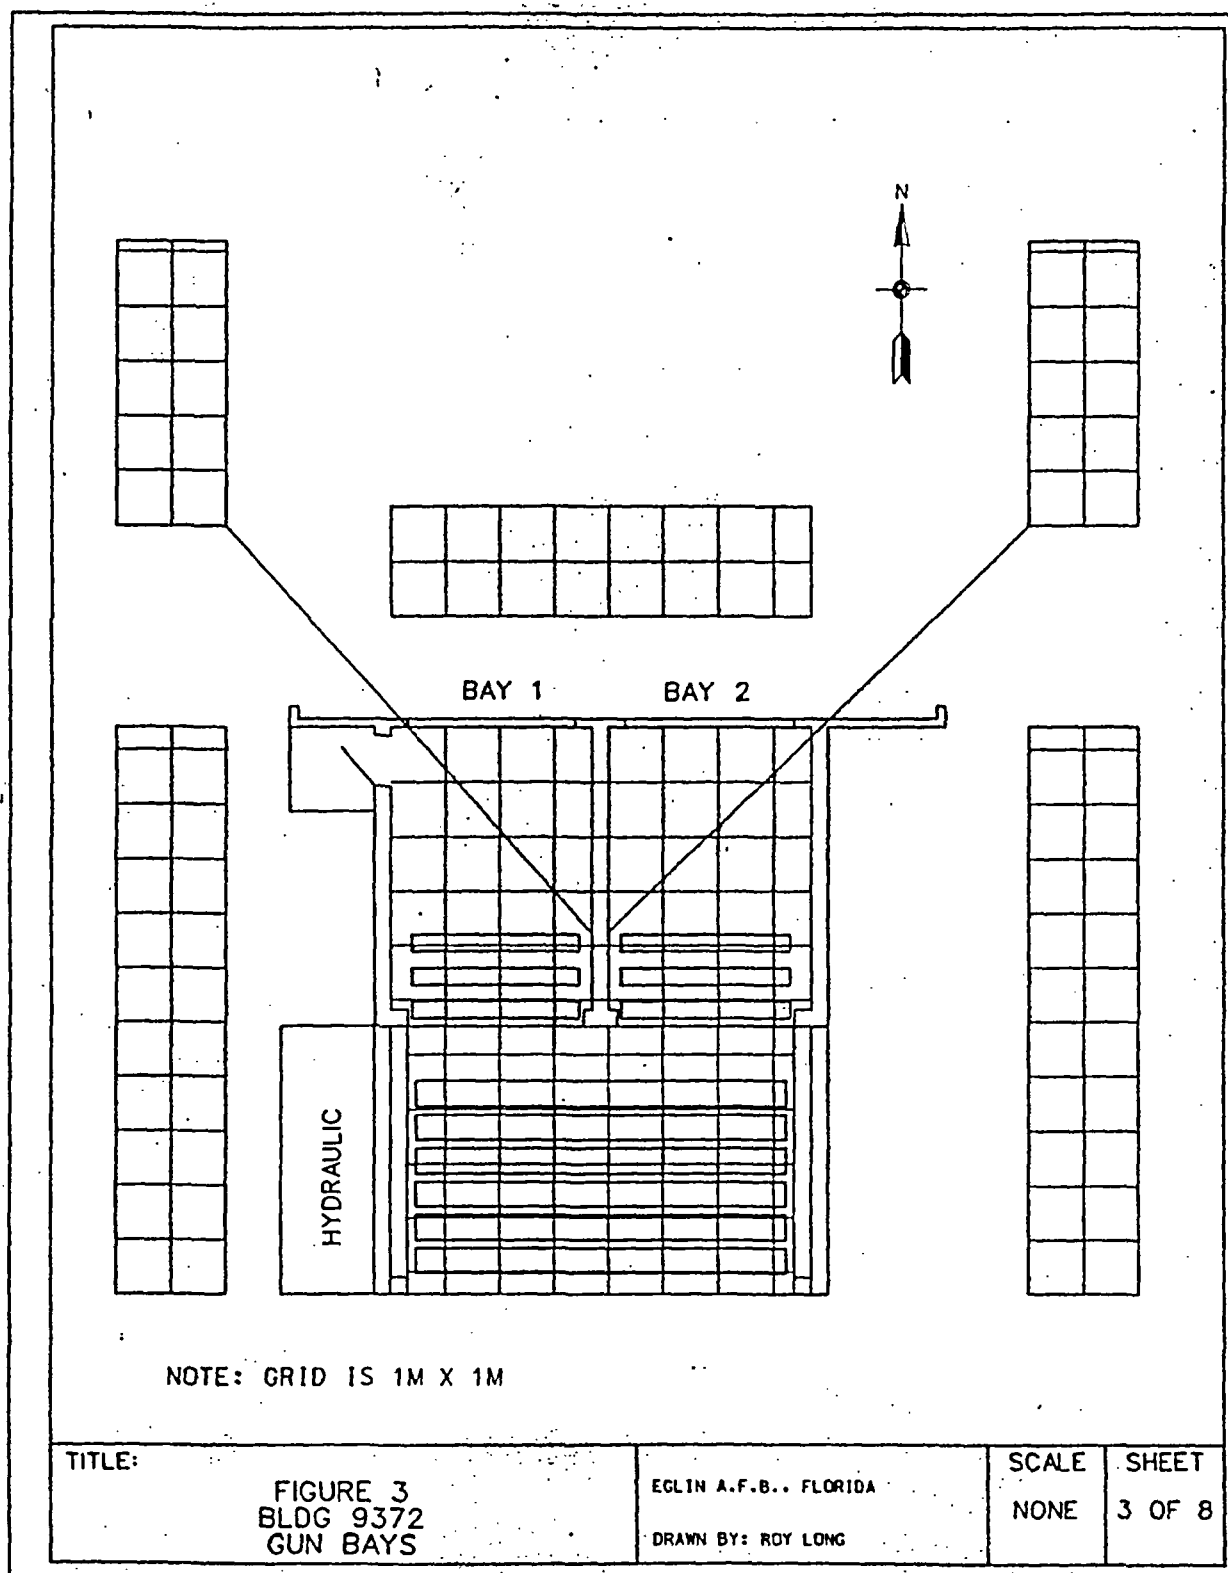 N
BAY 1
BAY 2
HYDRAULIC
NOTE: GRID IS 1M X 1M
TITLE:
FIGURE 3
BLDG 9372
GUN BAYS
EGLIN A.F.B., FLORIDA
DRAWN BY: ROY LONG
SCALE
NONE
SHEET
3 OF 8